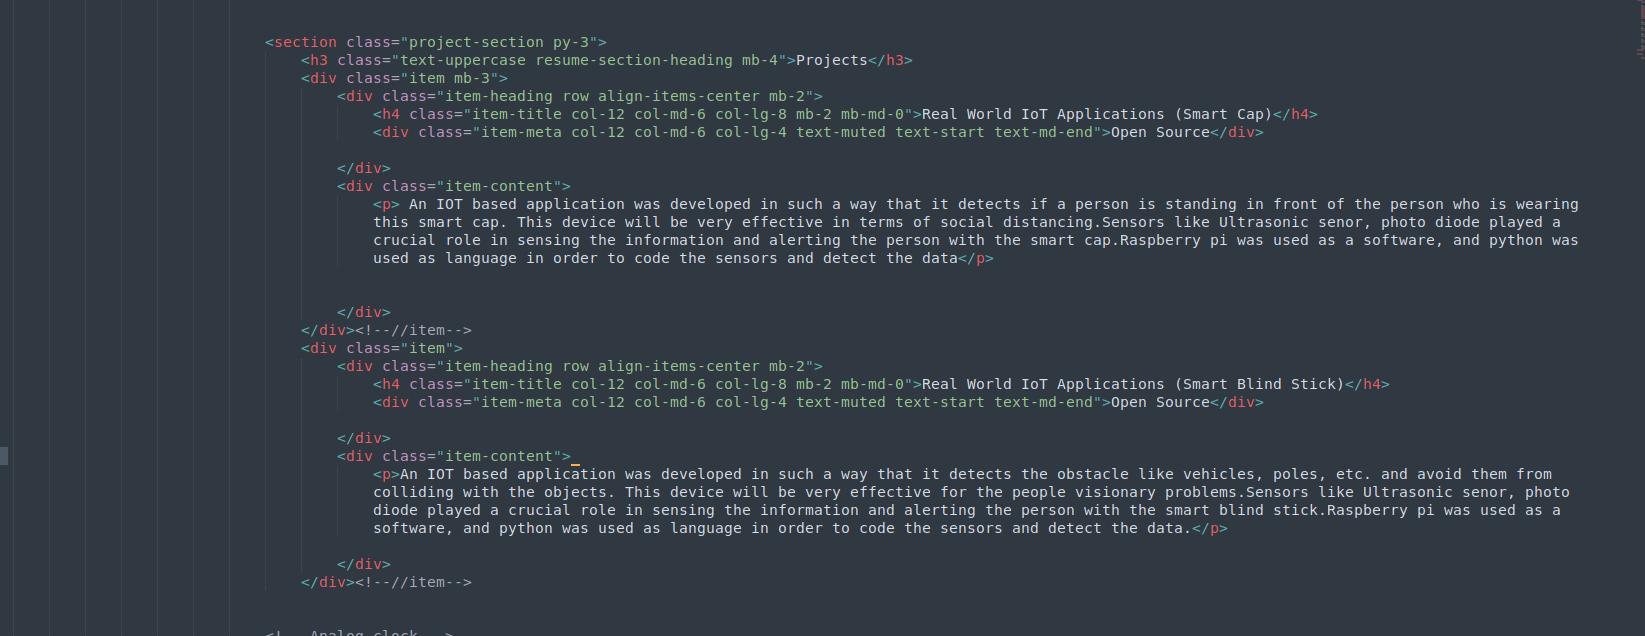 <section class="project-section py-3">
<h3 class="text-uppercase resume-section-heading mb-4">Projects</h3>
<div class="item mb-3">
<div class="item-heading row align-items-center mb-2">
<h4 class="item-title col-12 col-md-6 col-lg-8 mb-2 mb-md-0">Real World IoT Applications (Smart Cap)</h4>
<div class="item-meta col-12 col-md-6 col-lg-4 text-muted text-start text-md-end">Open Source</div>
</div>
<div class="item-content">
<p> An IOT based application was developed in such a way that it detects if a person is standing in front of the person who is wearing
this smart cap. This device will be very effective in terms of social distancing.Sensors like Ultrasonic senor, photo diode played a
crucial role in sensing the information and alerting the person with the smart cap.Raspberry pi was used as a software, and python was
used as language in order to code the sensors and detect the data</p>
</div>
</div><!--//item-->
<div class="item">
<div class="item-heading row align-items-center mb-2">
<h4 class="item-title col-12 col-md-6 col-lg-8 mb-2 mb-md-0">Real World IoT Applications (Smart Blind Stick)</h4>
<div class="item-meta col-12 col-md-6 col-lg-4 text-muted text-start text-md-end">Open Source</div>
</div>
<div class="item-content">
<p>An IOT based application was developed in such a way that it detects the obstacle like vehicles, poles, etc. and avoid them from
colliding with the objects. This device will be very effective for the people visionary problems.Sensors like Ultrasonic senor, photo
diode played a crucial role in sensing the information and alerting the person with the smart blind stick.Raspberry pi was used as a
software, and python was used as language in order to code the sensors and detect the data.</p>
</div>
</div><!--//item-->
Analog clock